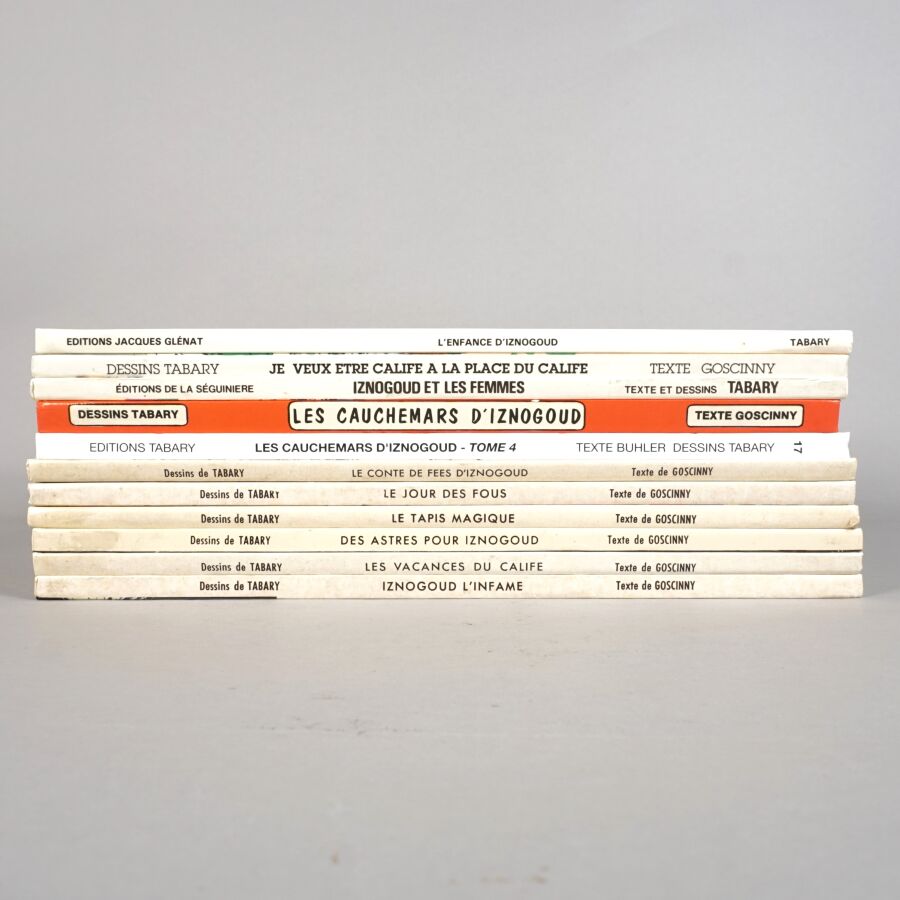 EDITIONS JACQUES GLÉNAT L'ENFANCE D'IZNOGOUD TABARY
DESSINS TABARY JE VEUX ETRE CALIFE A LA PLACE DU CALIFE TEXTE GOSCINNY
ÉDITIONS DE LA SÉGUINIERE IZNOGOUD ET LES FEMMES TEXTE ET DESSINS TABARY
DESSINS TABARY LES CAUCHEMARS D'IZNOGOUD TEXTE GOSCINNY
EDITIONS TABARY LES CAUCHEMARS D'IZNOGOUD - TOME 4 TEXTE BUHLER DESSINS TABARY 17
Dessins de TABARY LE CONTE DE FEES D'IZNOGOUD Texte de GOSCINNY
Dessins de TABARY LE JOUR DES FOUS Texte de GOSCINNY
Dessins de TABARY LE TAPIS MAGIQUE Texte de GOSCINNY
Dessins de TABARY DES ASTRES POUR IZNOGOUD Texte de GOSCINNY
Dessins de TABARY LES VACANCES DU CALIFE Texte de GOSCINNY
Dessins de TABARY IZNOGOUD L'INFAME Texte de GOSCINNY